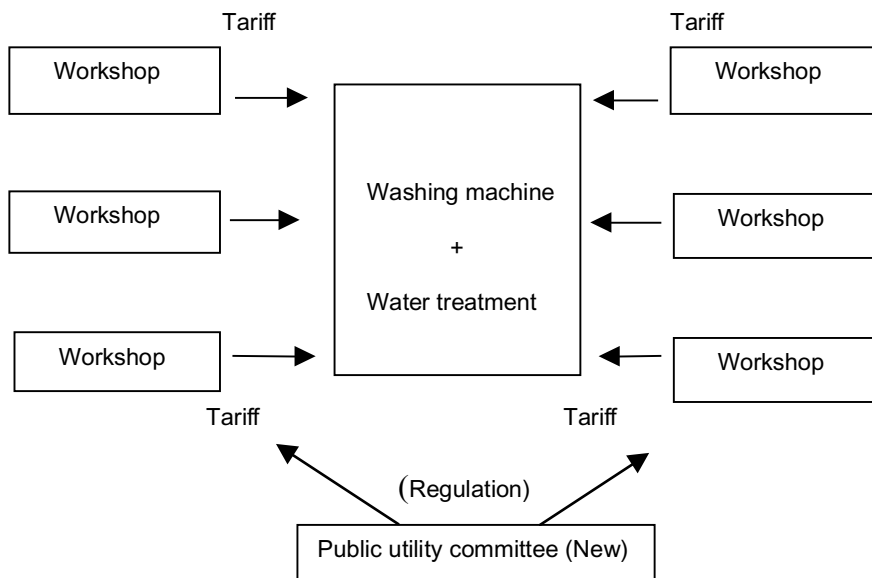 Tariff
Tariff
Workshop
Workshop
Workshop
Washing machine
Workshop
+
Water treatment
Workshop
Workshop
Tariff
Tariff
(Regulation)
Public utility committee (New)